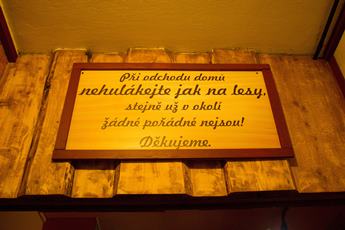 Při odchodu domů
nehulákejte jak na lesy,
stejně už v okolí
žádné pořádné nejsou!
Děkujeme.